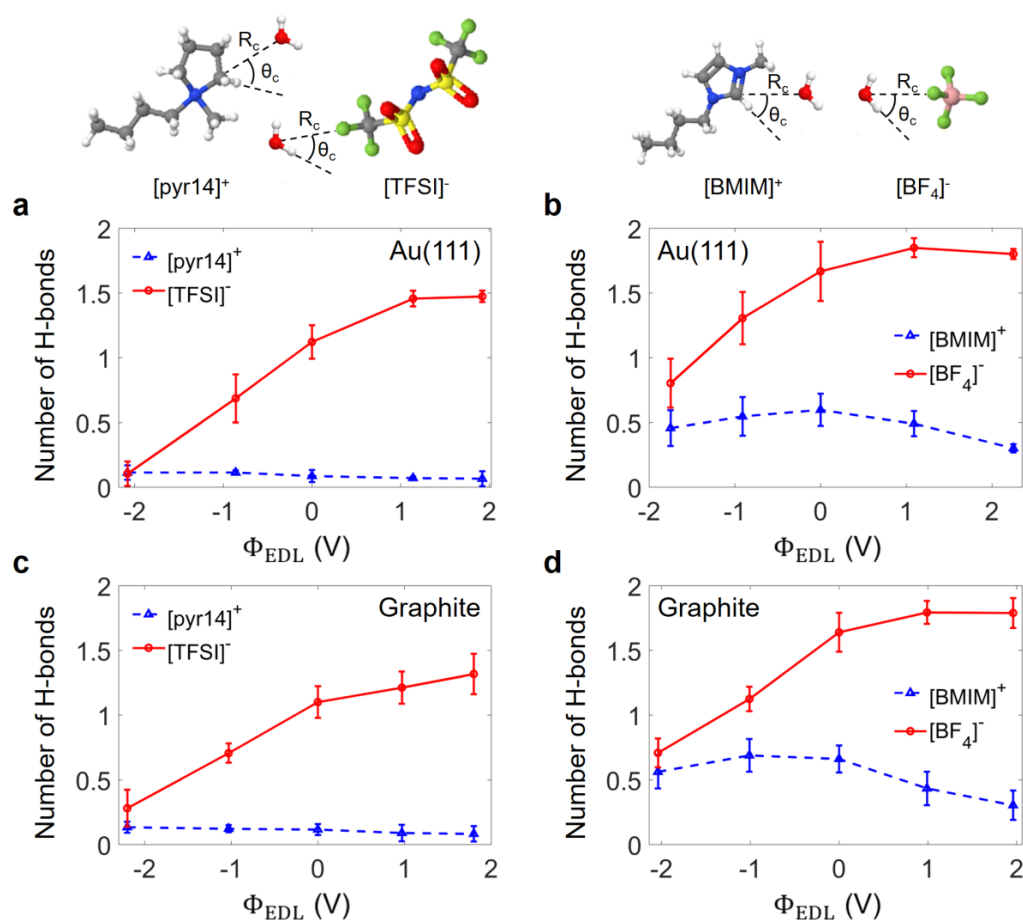 R_c
θ_c
R_c
θ_c
[pyr14]⁺
[TFSI]⁻
R_c
θ_c
R_c
θ_c
[BMIM]⁺
[BF₄]⁻
a
Number of H-bonds
2
1.5
1
0.5
0
[pyr14]⁺
[TFSI]⁻
Au(111)
-2
-1
0
1
2
Φ_EDL (V)
b
Number of H-bonds
2
1.5
1
0.5
0
Au(111)
[BMIM]⁺
[BF₄]⁻
-2
-1
0
1
2
Φ_EDL (V)
c
Number of H-bonds
2
1.5
1
0.5
0
[pyr14]⁺
[TFSI]⁻
Graphite
-2
-1
0
1
2
Φ_EDL (V)
d
Number of H-bonds
2
1.5
1
0.5
0
Graphite
[BMIM]⁺
[BF₄]⁻
-2
-1
0
1
2
Φ_EDL (V)